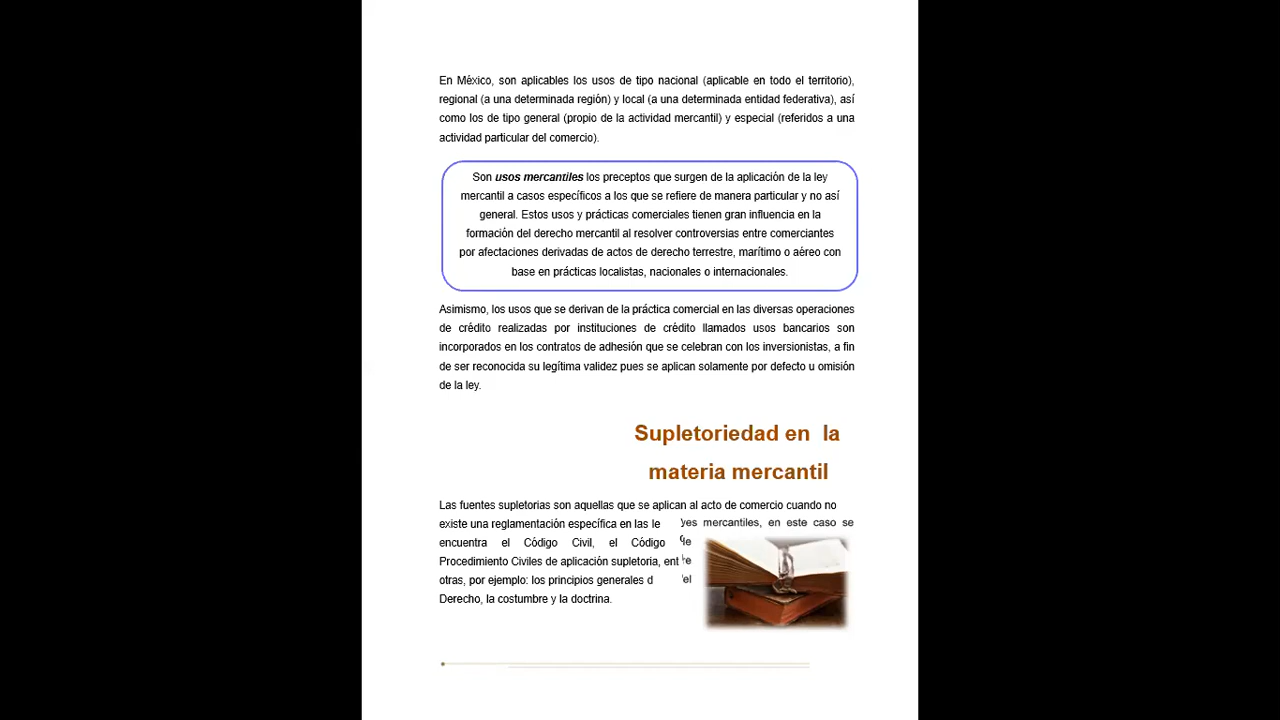 En México, son aplicables los usos de tipo nacional (aplicable en todo el territorio),
regional (a una determinada región) y local (a una determinada entidad federativa), así
como los de tipo general (propio de la actividad mercantil) y especial (referidos a una
actividad particular del comercio).
Son usos mercantiles los preceptos que surgen de la aplicación de la ley
mercantil a casos específicos a los que se refiere de manera particular y no así
general. Estos usos y prácticas comerciales tienen gran influencia en la
formación del derecho mercantil al resolver controversias entre comerciantes
por afectaciones derivadas de actos de derecho terrestre, marítimo o aéreo con
base en prácticas localistas, nacionales o internacionales.
Asimismo, los usos que se derivan de la práctica comercial en las diversas operaciones
de crédito realizadas por instituciones de crédito llamados usos bancarios son
incorporados en los contratos de adhesión que se celebran con los inversionistas, a fin
de ser reconocida su legítima validez pues se aplican solamente por defecto u omisión
de la ley.
Supletoriedad en la
materia mercantil
Las fuentes supletorias son aquellas que se aplican al acto de comercio cuando no
existe una reglamentación específica en las leyes mercantiles, en este caso se
encuentra el Código Civil, el Código de
Procedimiento Civiles de aplicación supletoria, entre
otras, por ejemplo: los principios generales del
Derecho, la costumbre y la doctrina.